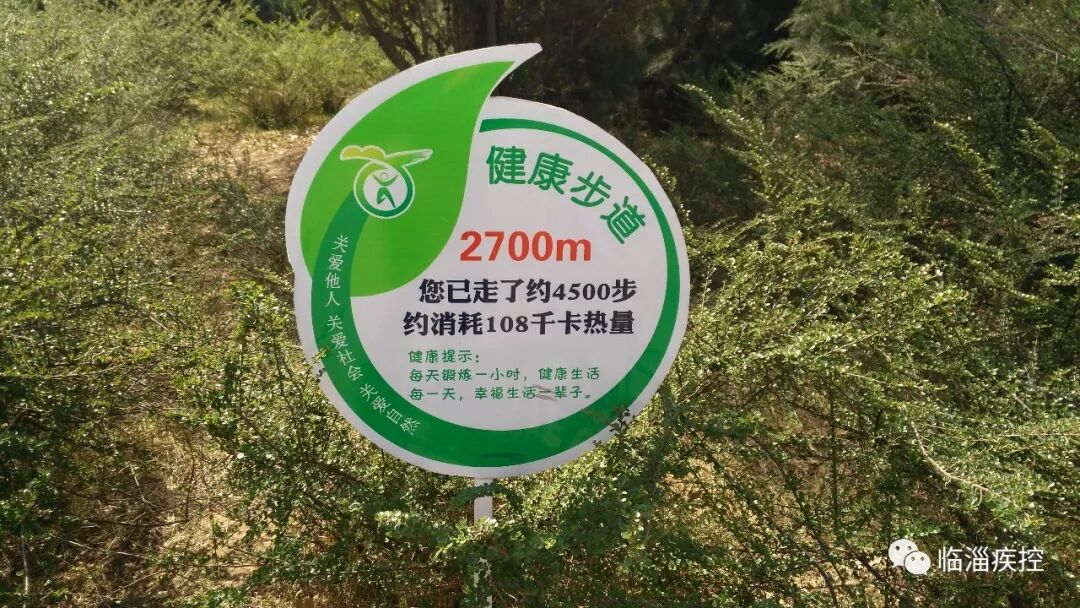 健康步道
2700m
您已走了约4500步
约消耗108千卡热量
健康提示：
每天锻炼一小时，健康生活
每一天，幸福生活一辈子。
关爱他人 关爱社会 关爱自然
临淄疾控